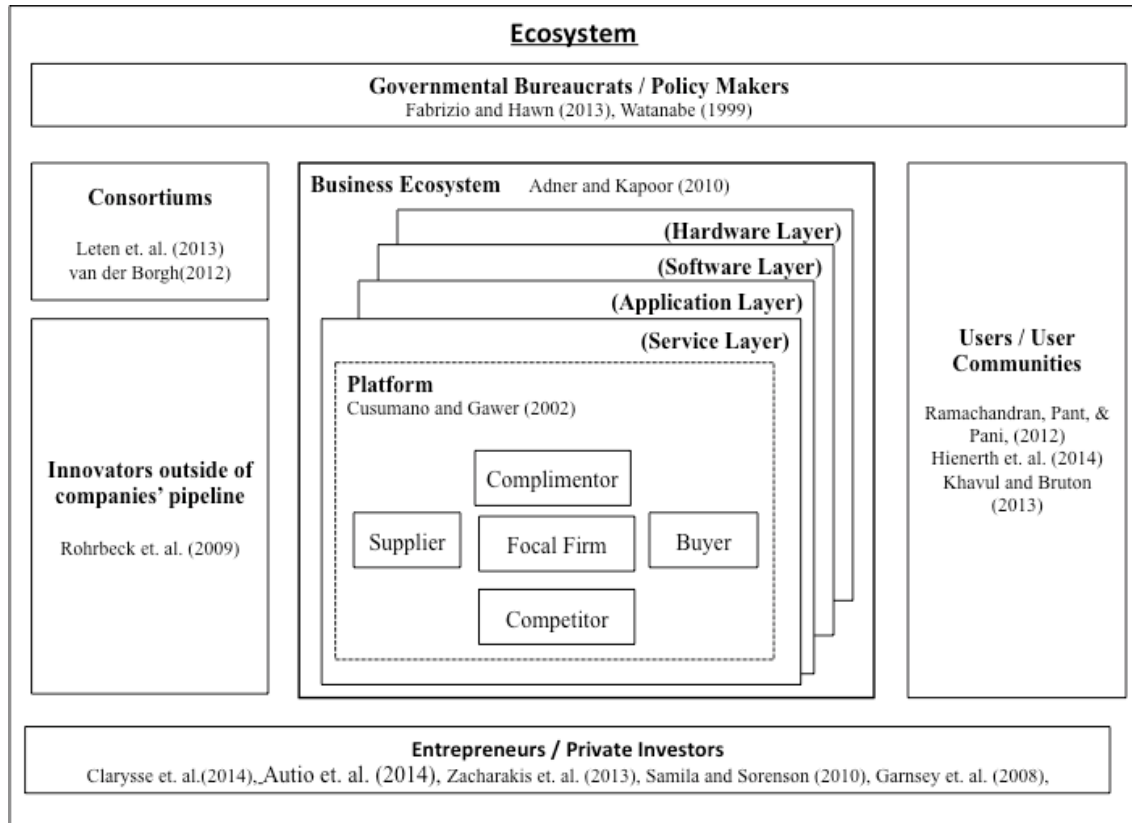 Ecosystem
Governmental Bureaucrats / Policy Makers
Fabrizio and Hawn (2013), Watanabe (1999)
Consortiums
Leten et. al. (2013)
van der Borgh(2012)
Innovators outside of
companies’ pipeline
Rohrbeck et. al. (2009)
Business Ecosystem Adner and Kapoor (2010)
(Hardware Layer)
(Software Layer)
(Application Layer)
(Service Layer)
Platform
Cusumano and Gawer (2002)
Complimentor
Supplier
Focal Firm
Buyer
Competitor
Users / User
Communities
Ramachandran, Pant, &
Pani, (2012)
Hienerth et. al. (2014)
Khavul and Bruton
(2013)
Entrepreneurs / Private Investors
Clarysse et. al.(2014), Autio et. al. (2014), Zacharakis et. al. (2013), Samila and Sorenson (2010), Garnsey et. al. (2008),